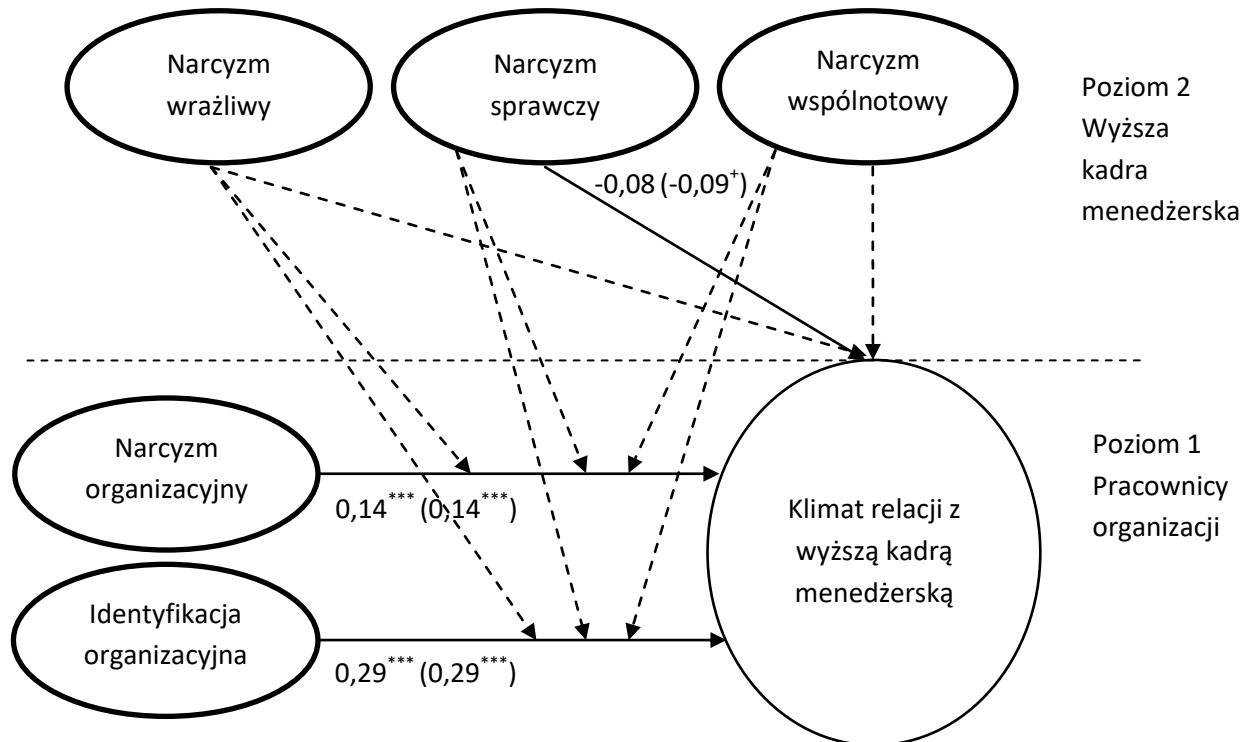 Narcyzm
wrażliwy
Narcyzm
sprawczy
Narcyzm
wspólnotowy
Poziom 2
Wyższa
kadra
menedżerska
-0,08 (-0,09⁺)
Narcyzm
organizacyjny
0,14*** (0,14***)
Identyfikacja
organizacyjna
0,29*** (0,29***)
Klimat relacji z
wyższą kadrą
menedżerską
Poziom 1
Pracownicy
organizacji